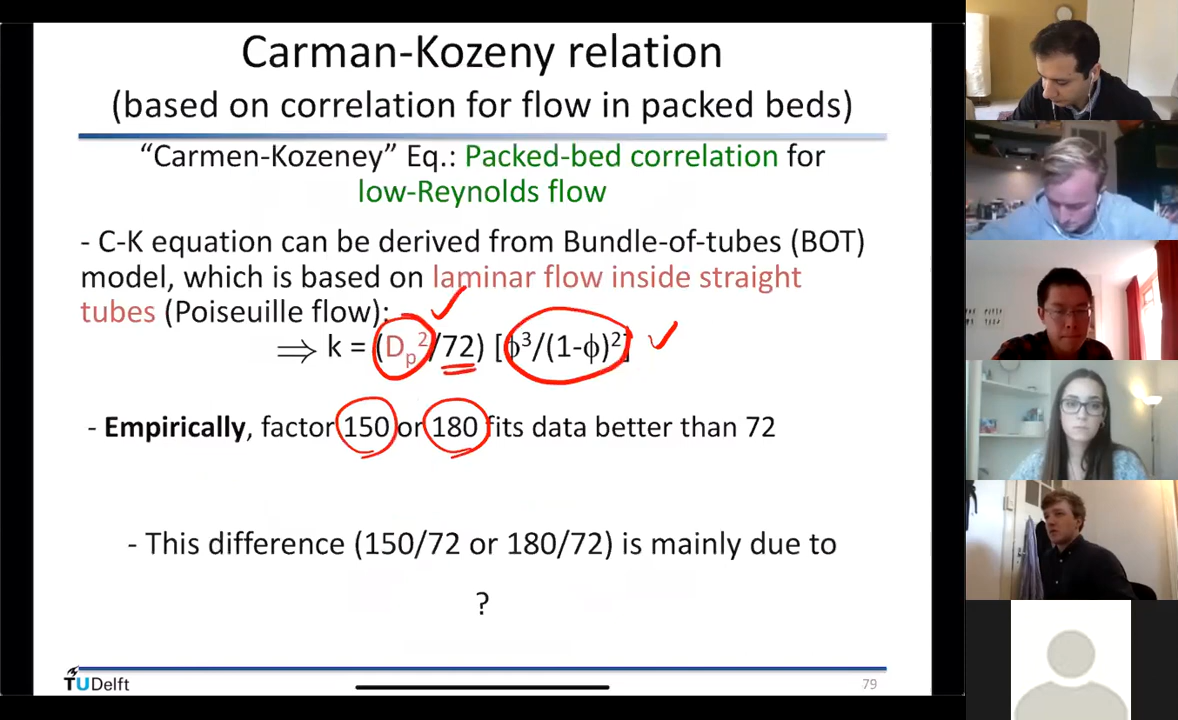 Carman-Kozeny relation
(based on correlation for flow in packed beds)
“Carmen-Kozeney” Eq.: Packed-bed correlation for
low-Reynolds flow
- C-K equation can be derived from Bundle-of-tubes (BOT)
model, which is based on laminar flow inside straight
tubes (Poiseuille flow):
⇒ k = (Dp²/72) [ϕ³/(1-ϕ)²]
- Empirically, factor 150 or 180 fits data better than 72
- This difference (150/72 or 180/72) is mainly due to
?
TUDelft
79